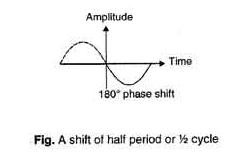 Amplitude
Time
180° phase shift
Fig. A shift of half period or ½ cycle